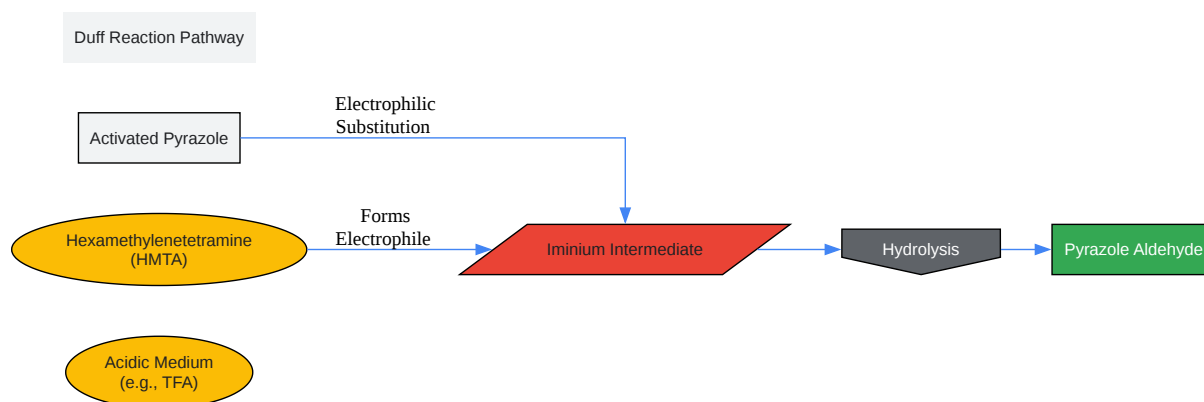 Duff Reaction Pathway
Activated Pyrazole
Electrophilic
Substitution
Hexamethylenetetramine
(HMTA)
Forms
Electrophile
Iminium Intermediate
Hydrolysis
Pyrazole Aldehyde
Acidic Medium
(e.g., TFA)